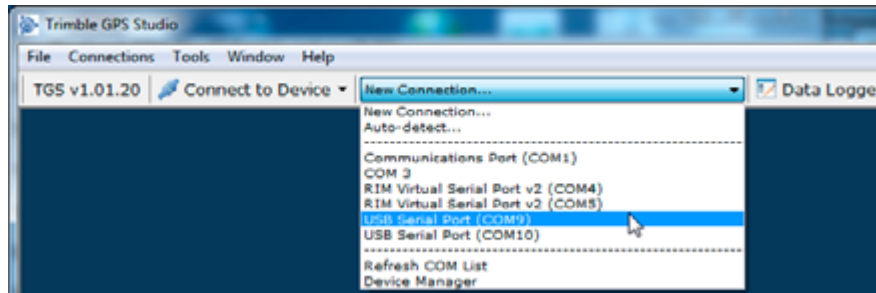 Trimble GPS Studio
File Connections Tools Window Help
TGS v1.01.20 Connect to Device New Connection... Data Logge
New Connection...
Auto-detect...
Communications Port (COM1)
COM 3
RIM Virtual Serial Port v2 (COM4)
RIM Virtual Serial Port v2 (COM5)
USB Serial Port (COM9)
USB Serial Port (COM10)
Refresh COM List
Device Manager